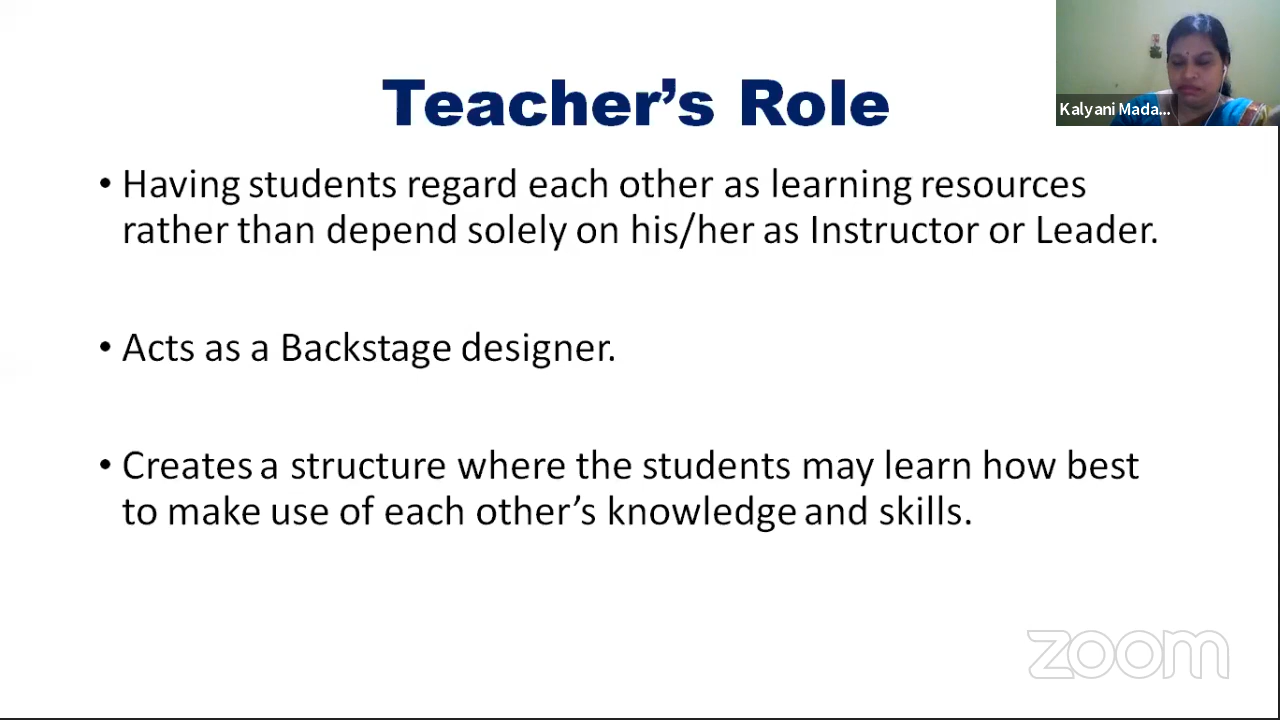 Teacher's Role
Kalyani Mada...
• Having students regard each other as learning resources
rather than depend solely on his/her as Instructor or Leader.
• Acts as a Backstage designer.
• Creates a structure where the students may learn how best
to make use of each other's knowledge and skills.
zoom